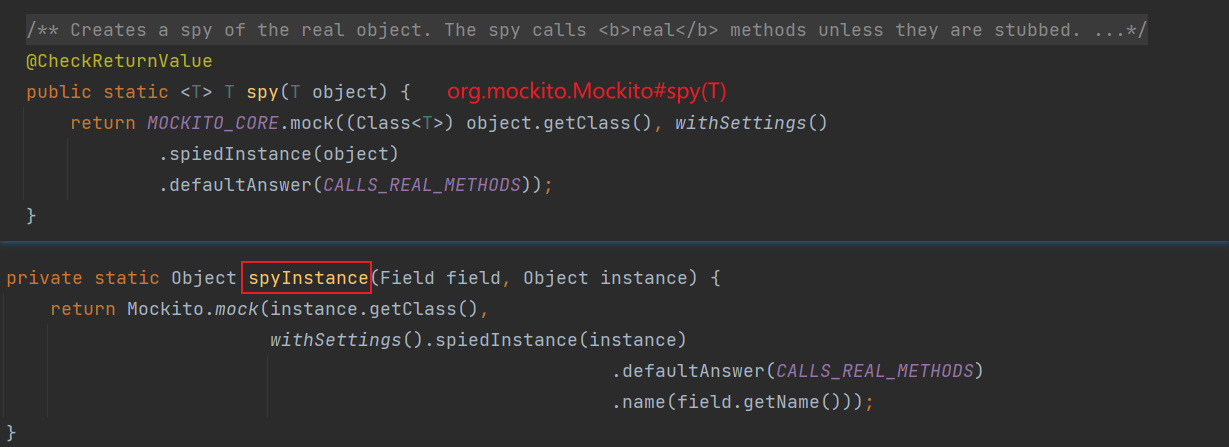 /** Creates a spy of the real object. The spy calls <b>real</b> methods unless they are stubbed. ...*/
@CheckReturnValue
public static <T> T spy(T object) { org.mockito.Mockito#spy(T)
return MOCKITO_CORE.mock((Class<T>) object.getClass(), withSettings()
.spiedInstance(object)
.defaultAnswer(CALLS_REAL_METHODS));
}
private static Object spyInstance(Field field, Object instance) {
return Mockito.mock(instance.getClass(),
withSettings().spiedInstance(instance)
.defaultAnswer(CALLS_REAL_METHODS)
.name(field.getName()));
}